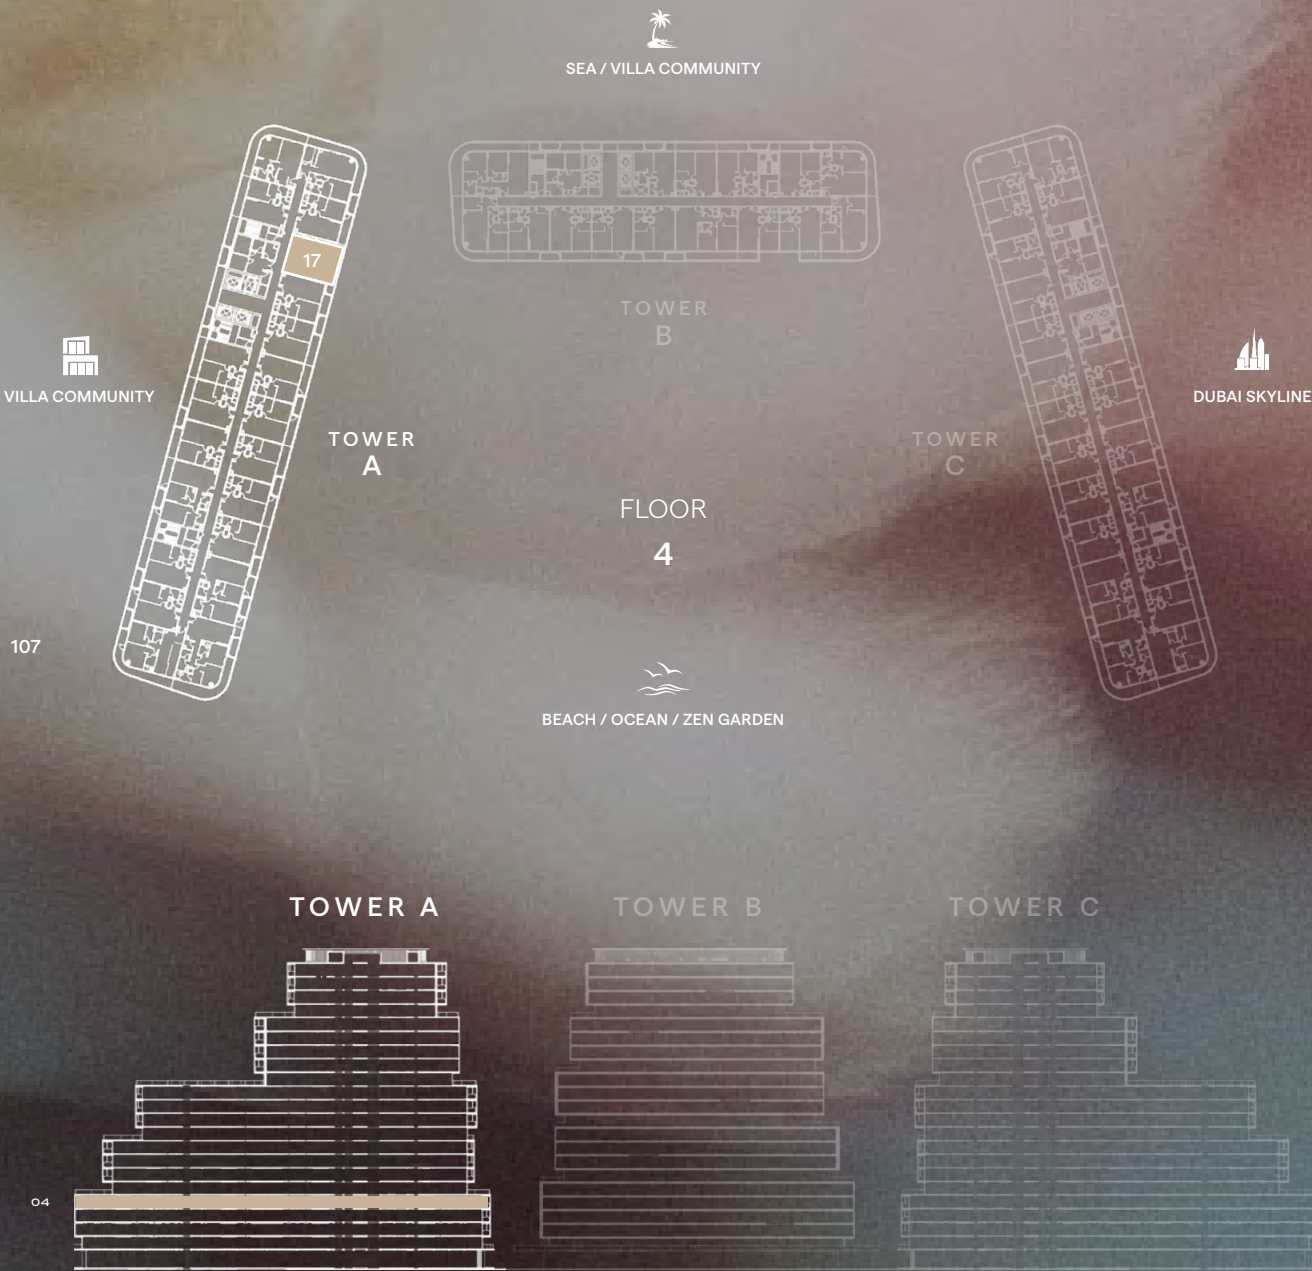 SEA / VILLA COMMUNITY
17
TOWER
B
VILLA COMMUNITY
DUBAI SKYLINE
TOWER
A
TOWER
C
FLOOR
4
107
BEACH / OCEAN / ZEN GARDEN
TOWER A
TOWER B
TOWER C
04